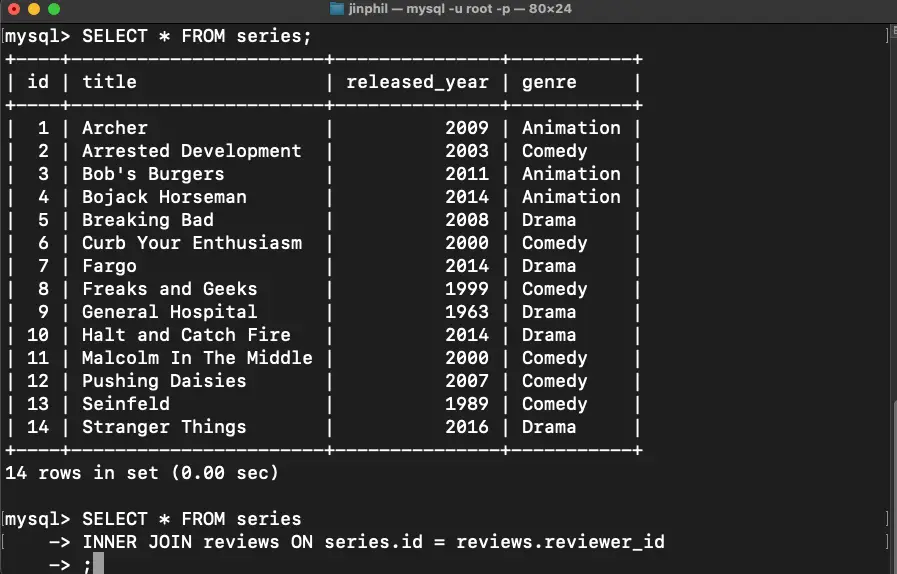 jinphil — mysql -u root -p — 80×24
mysql> SELECT * FROM series;
+----+----------------------+---------------+-----------+
| id | title                | released_year | genre     |
+----+----------------------+---------------+-----------+
|  1 | Archer               |          2009 | Animation |
|  2 | Arrested Development |          2003 | Comedy    |
|  3 | Bob's Burgers        |          2011 | Animation |
|  4 | Bojack Horseman      |          2014 | Animation |
|  5 | Breaking Bad         |          2008 | Drama     |
|  6 | Curb Your Enthusiasm |          2000 | Comedy    |
|  7 | Fargo                |          2014 | Drama     |
|  8 | Freaks and Geeks     |          1999 | Comedy    |
|  9 | General Hospital     |          1963 | Drama     |
| 10 | Halt and Catch Fire  |          2014 | Drama     |
| 11 | Malcolm In The Middle |          2000 | Comedy    |
| 12 | Pushing Daisies      |          2007 | Comedy    |
| 13 | Seinfeld             |          1989 | Comedy    |
| 14 | Stranger Things      |          2016 | Drama     |
+----+----------------------+---------------+-----------+
14 rows in set (0.00 sec)
mysql> SELECT * FROM series
    -> INNER JOIN reviews ON series.id = reviews.reviewer_id
    -> ;